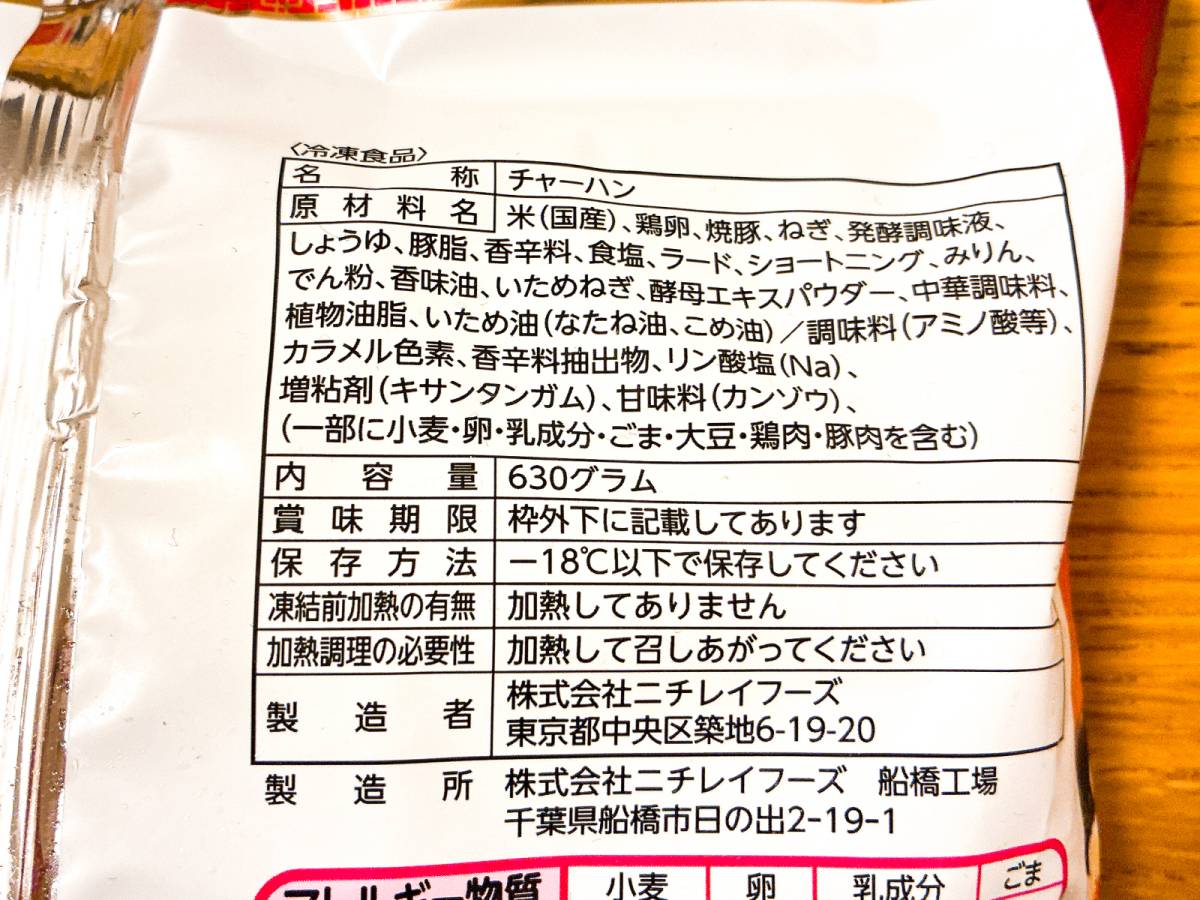 〈冷凍食品〉
名称 チャーハン
原材料名 米(国産)、鶏卵、焼豚、ねぎ、発酵調味液、
しょうゆ、豚脂、香辛料、食塩、ラード、ショートニング、みりん、
でん粉、香味油、いためねぎ、酵母エキスパウダー、中華調味料、
植物油脂、いため油(なたね油、こめ油)/調味料(アミノ酸等)、
カラメル色素、香辛料抽出物、リン酸塩(Na)、
増粘剤(キサンタンガム)、甘味料(カンゾウ)、
(一部に小麦・卵・乳成分・ごま・大豆・鶏肉・豚肉を含む)
内容量 630グラム
賞味期限 枠外下に記載してあります
保存方法 －18℃以下で保存してください
凍結前加熱の有無 加熱してありません
加熱調理の必要性 加熱して召しあがってください
製造者 株式会社ニチレイフーズ
東京都中央区築地6-19-20
製造所 株式会社ニチレイフーズ 船橋工場
千葉県船橋市日の出2-19-1
アレルギー物質 小麦 卵 乳成分 ごま